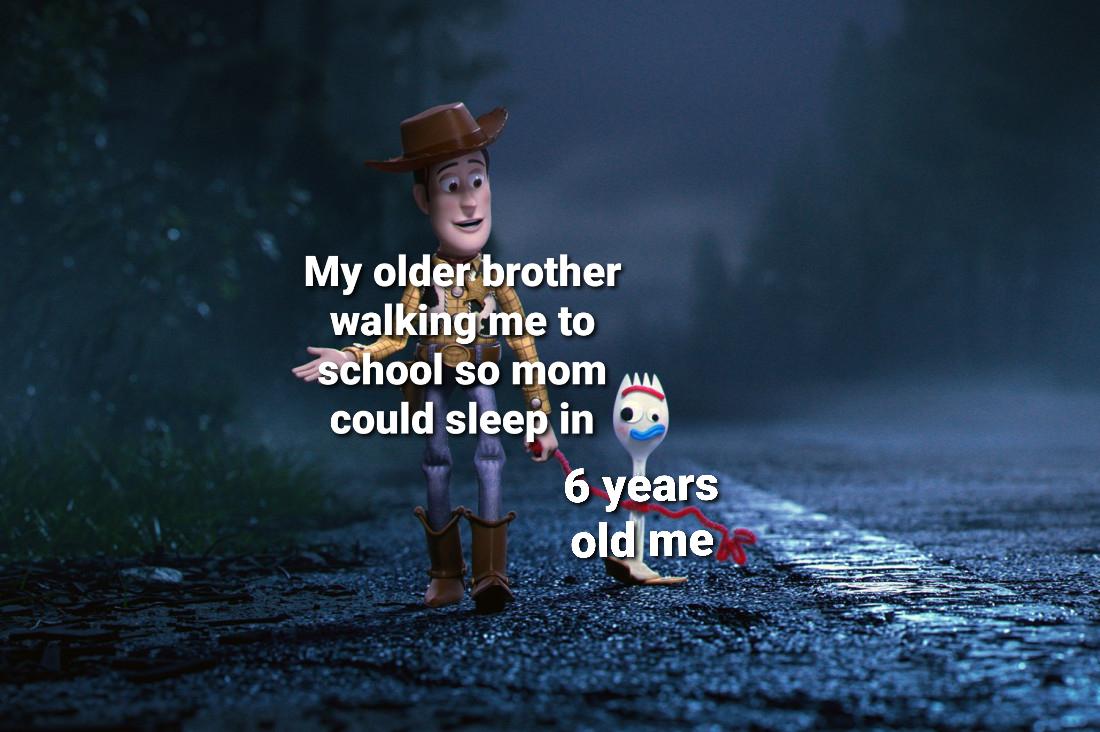 My older brother
walking me to
school so mom
could sleep in
6 years
old me